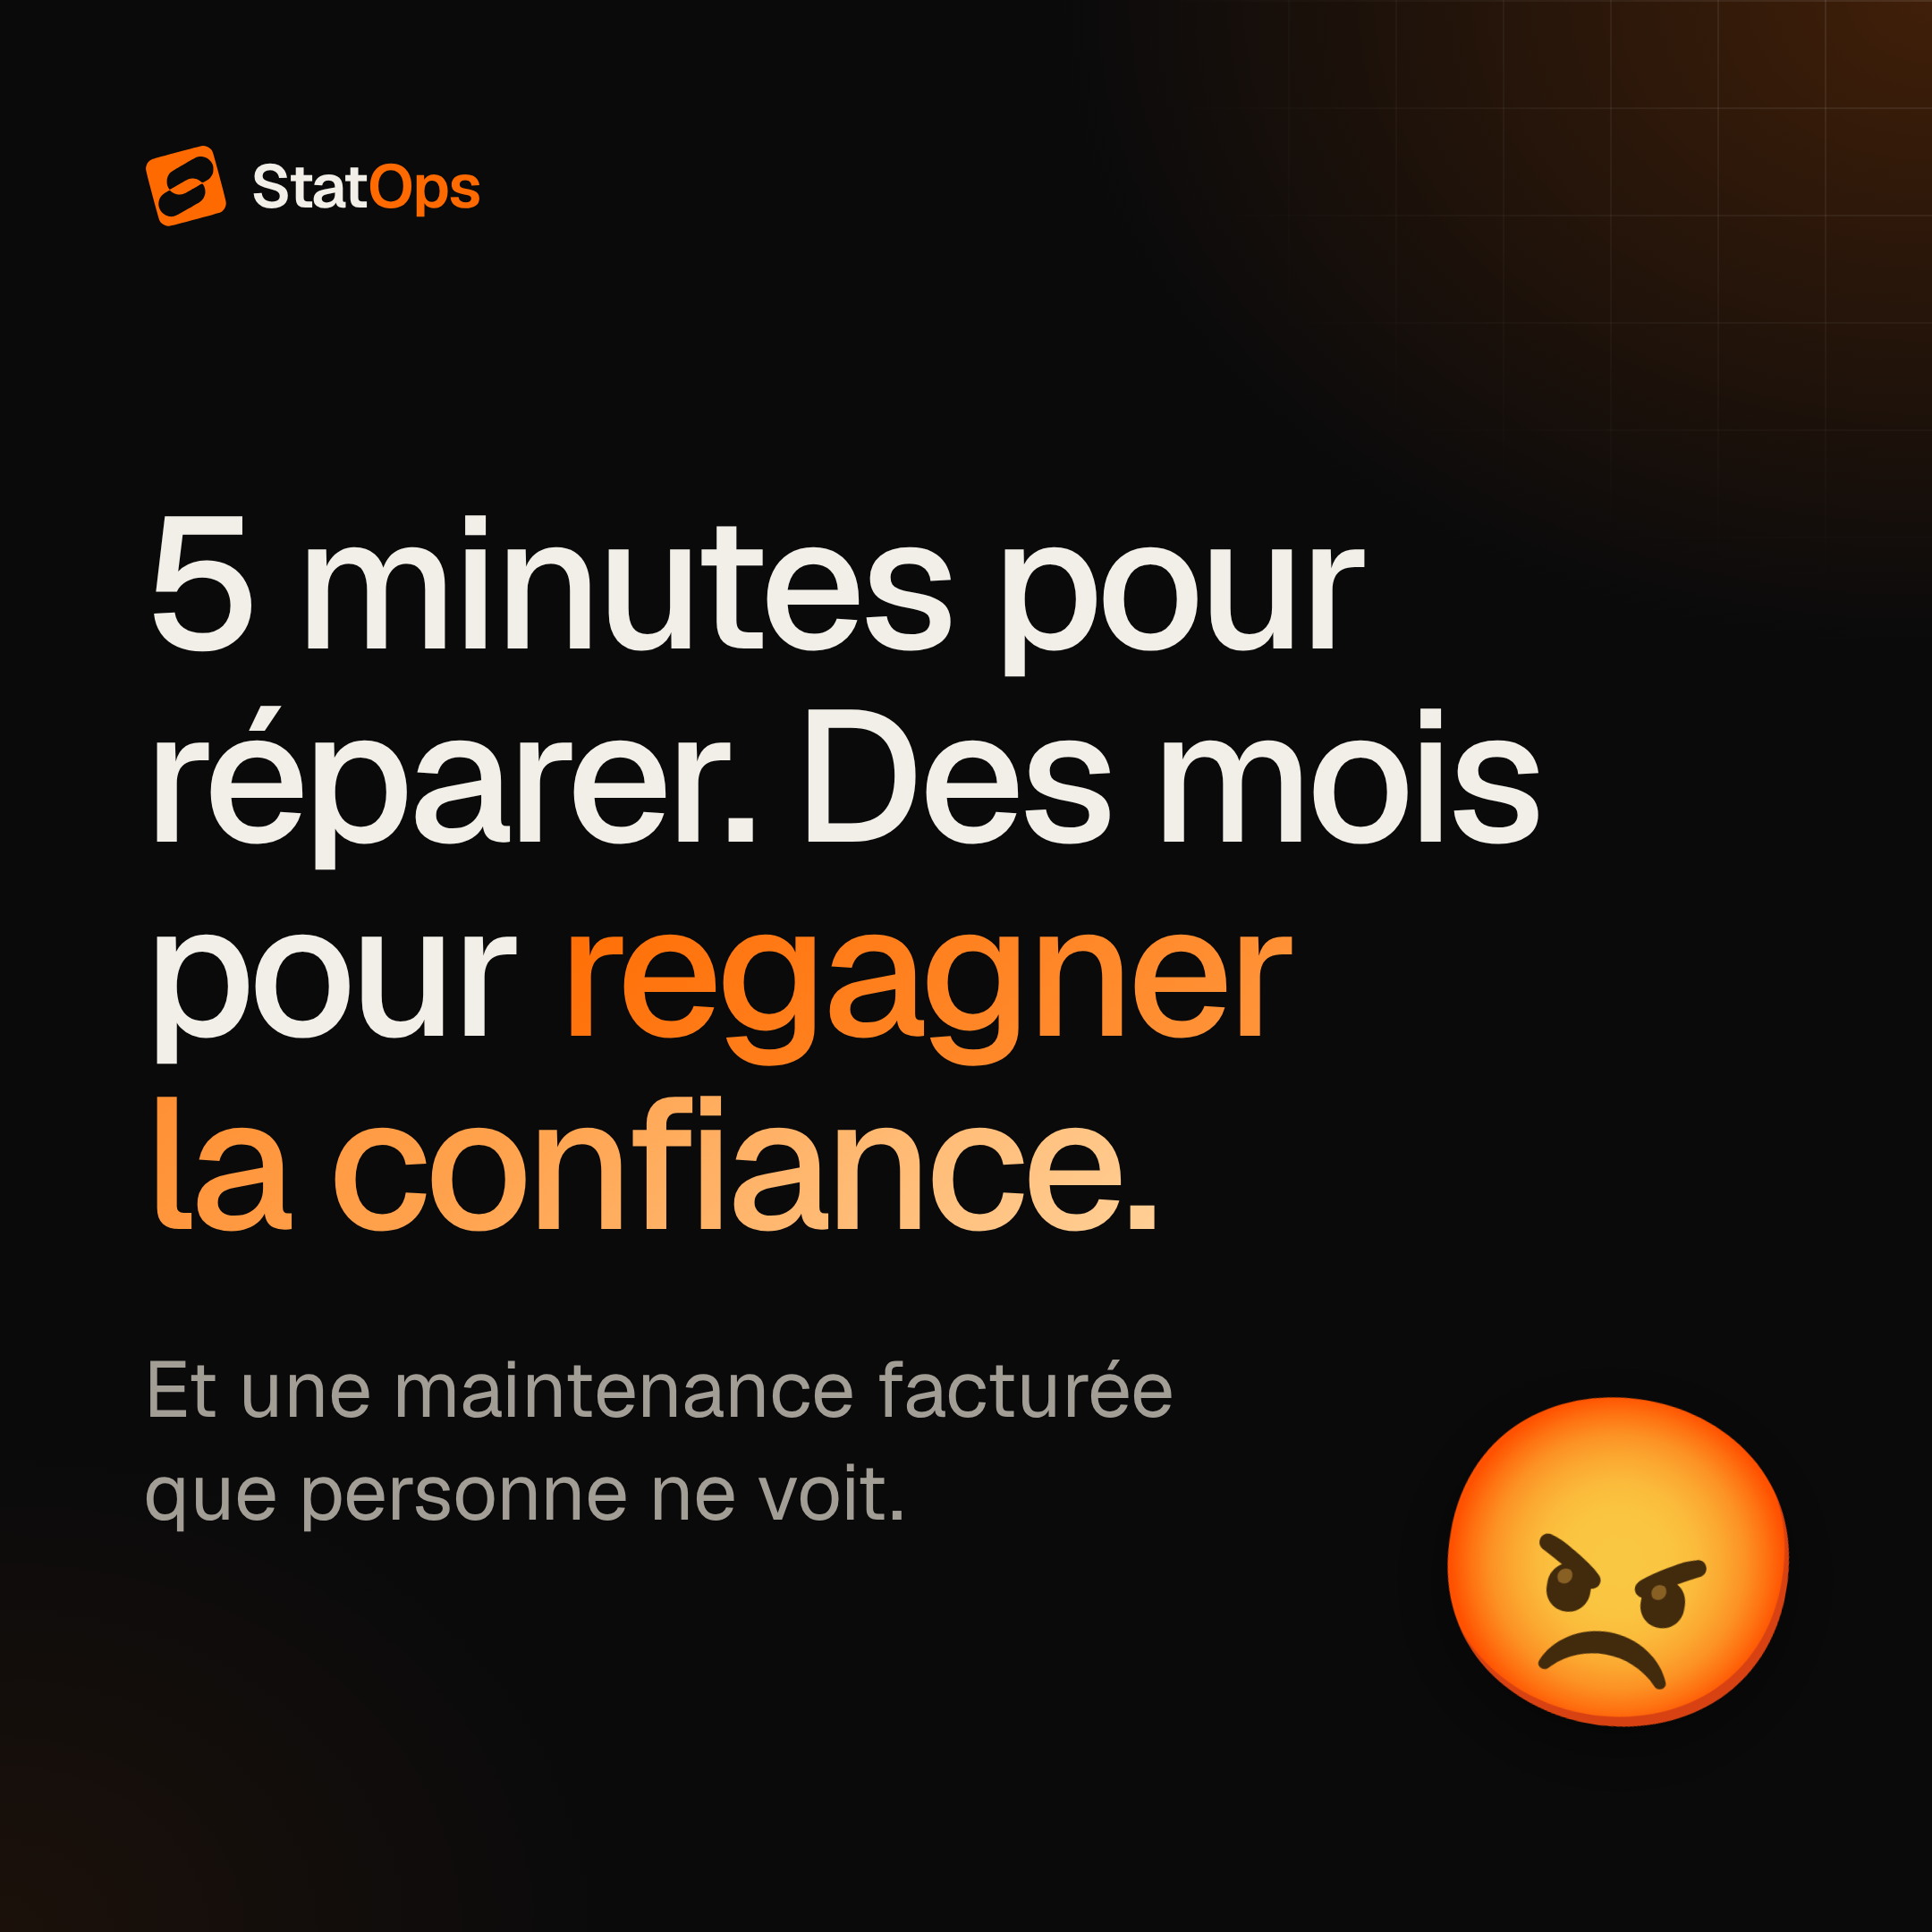 StatOps
5 minutes pour
réparer. Des mois
pour regagner
la confiance.
Et une maintenance facturée
que personne ne voit.